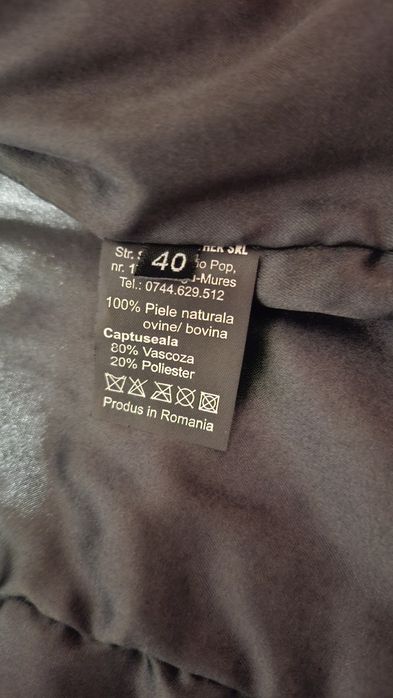 SRL
Str.
40
Pop,
nr.
-Mures
Tel.: 0744.629.512
100% Piele naturala
ovine/ bovina
Captuseala
80% Vascoza
20% Poliester
Produs in Romania